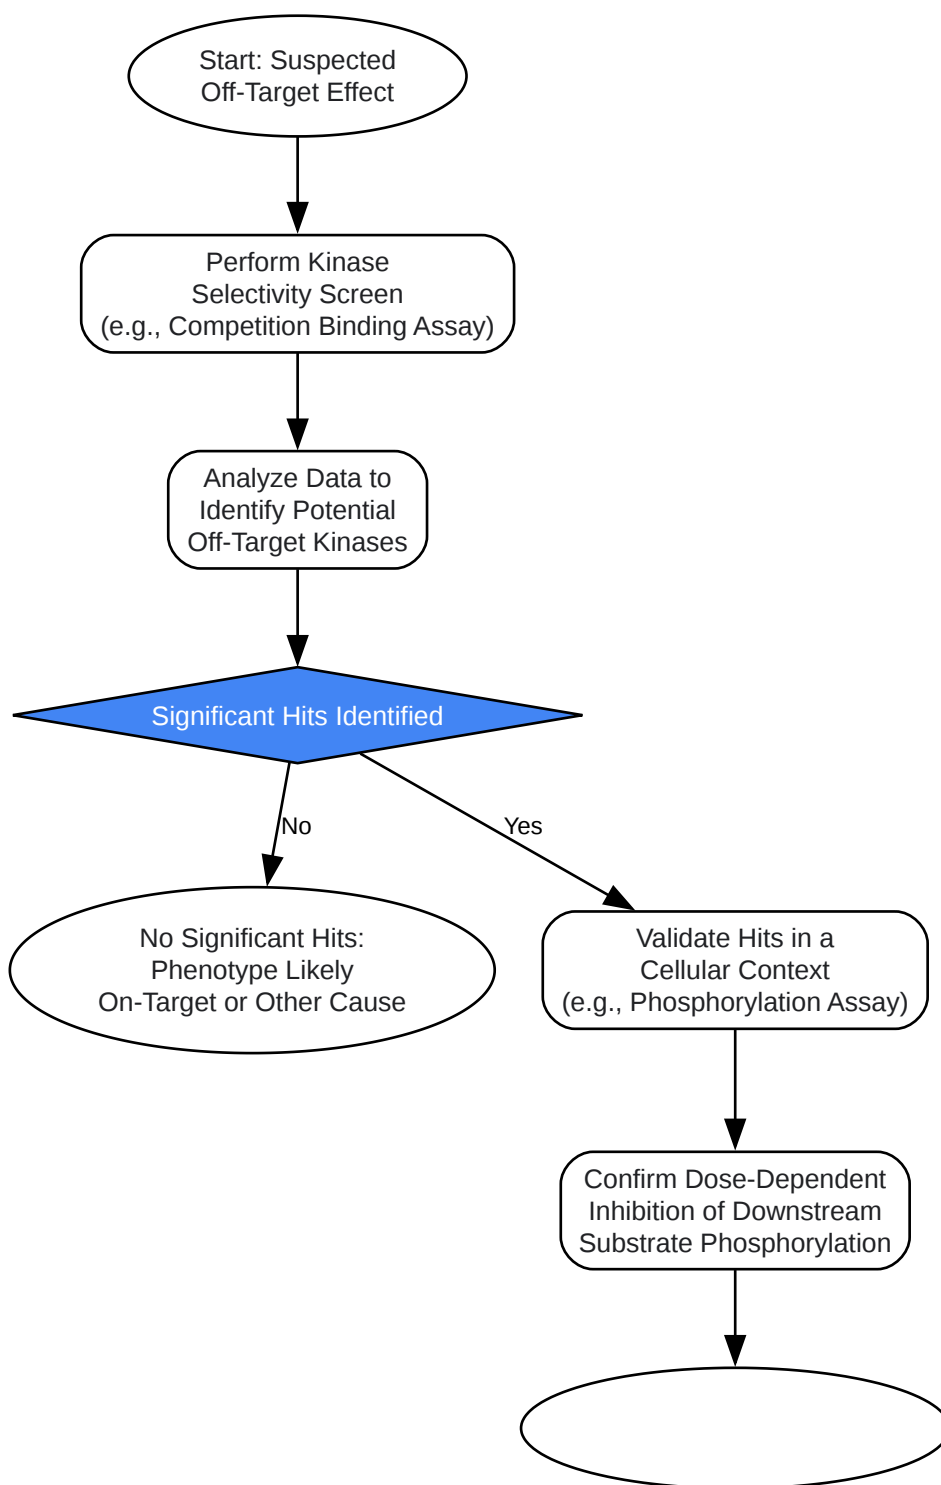 Start: Suspected
Off-Target Effect
Perform Kinase
Selectivity Screen
(e.g., Competition Binding Assay)
Analyze Data to
Identify Potential
Off-Target Kinases
Significant Hits Identified
No
Yes
No Significant Hits:
Phenotype Likely
On-Target or Other Cause
Validate Hits in a
Cellular Context
(e.g., Phosphorylation Assay)
Confirm Dose-Dependent
Inhibition of Downstream
Substrate Phosphorylation